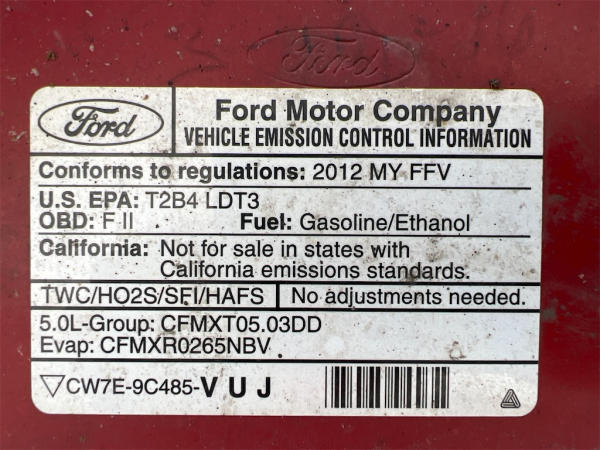 Ford
Ford
Ford Motor Company
VEHICLE EMISSION CONTROL INFORMATION
Conforms to regulations: 2012 MY FFV
U.S. EPA: T2B4 LDT3
OBD: F II Fuel: Gasoline/Ethanol
California: Not for sale in states with
California emissions standards.
TWC/HO2S/SFI/HAFS No adjustments needed.
5.0L-Group: CFMXT05.03DD
Evap: CFMXR0265NBV
CW7E-9C485-V U J